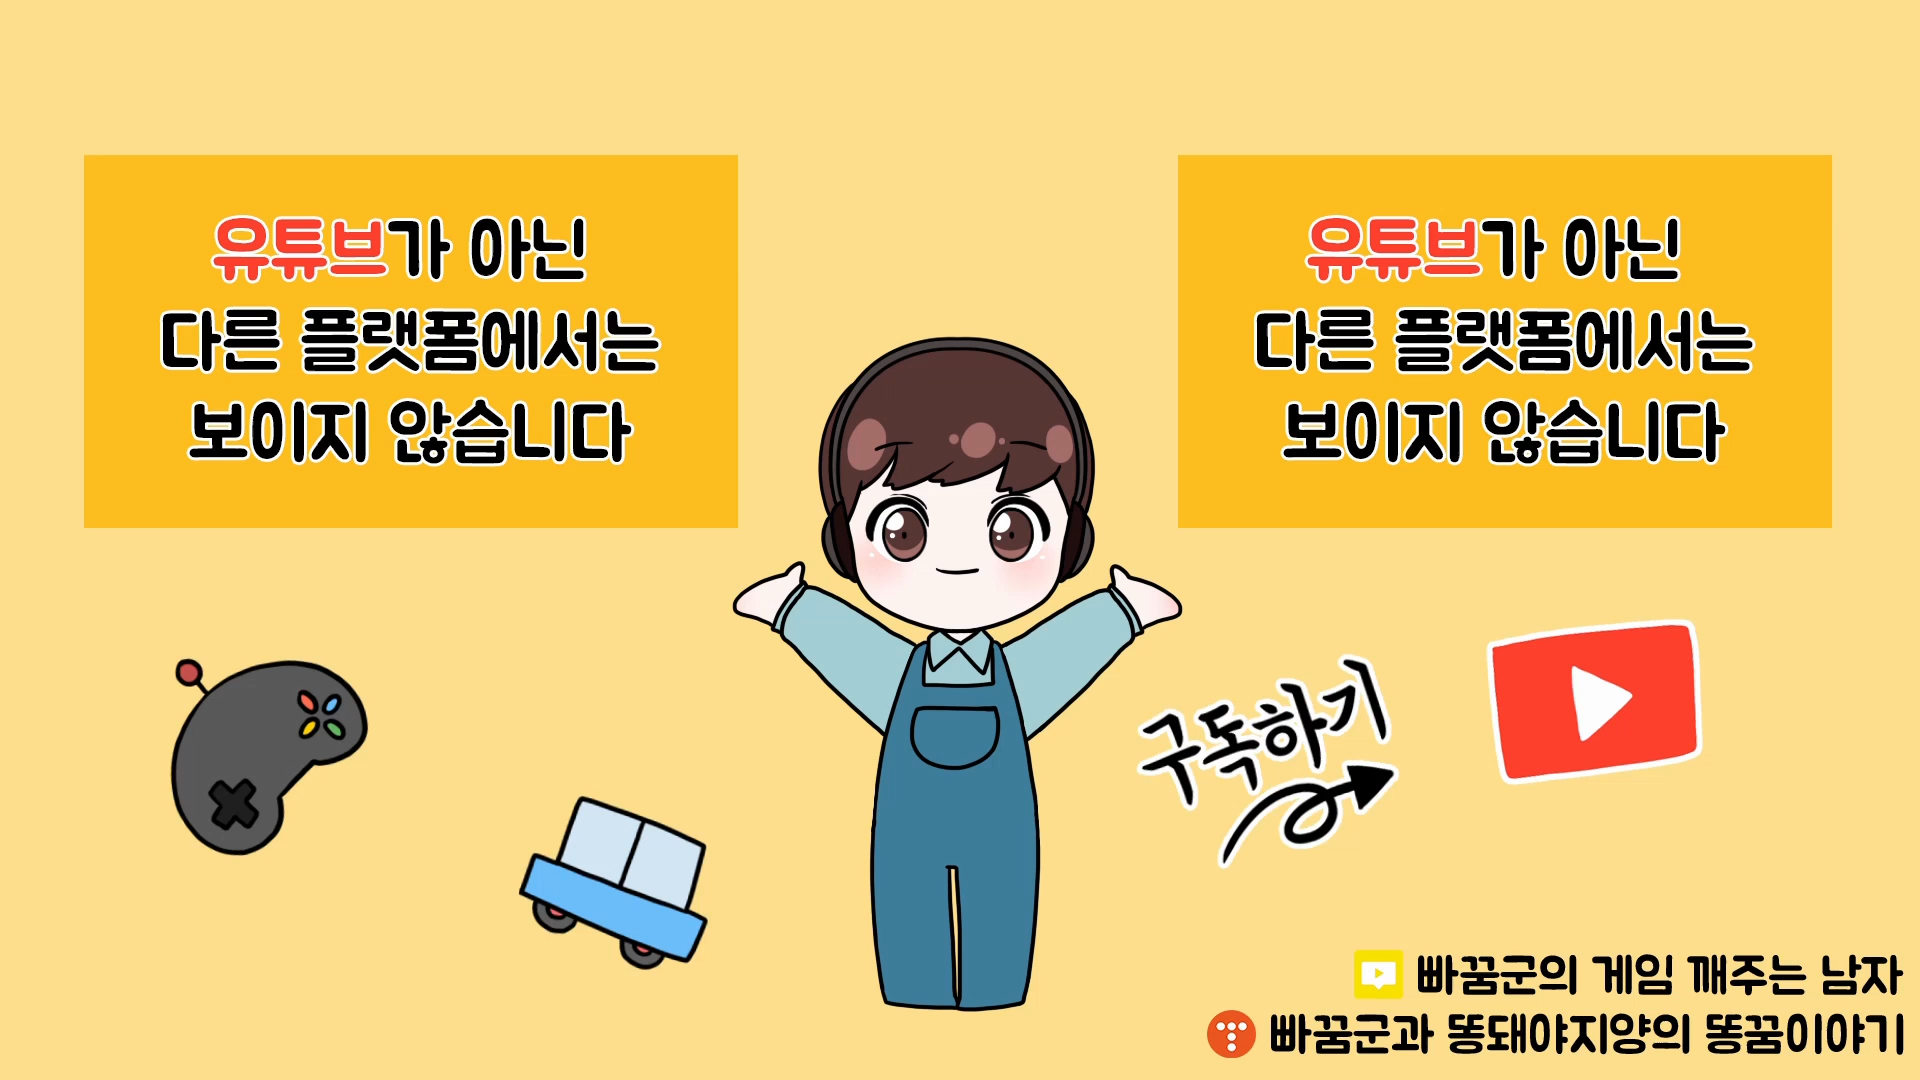 유튜브가 아닌
다른 플랫폼에서는
보이지 않습니다
유튜브가 아닌
다른 플랫폼에서는
보이지 않습니다
구독하기
빠꿈군의 게임 깨주는 남자
빠꿈군과 똥돼야지양의 똥꿈이야기